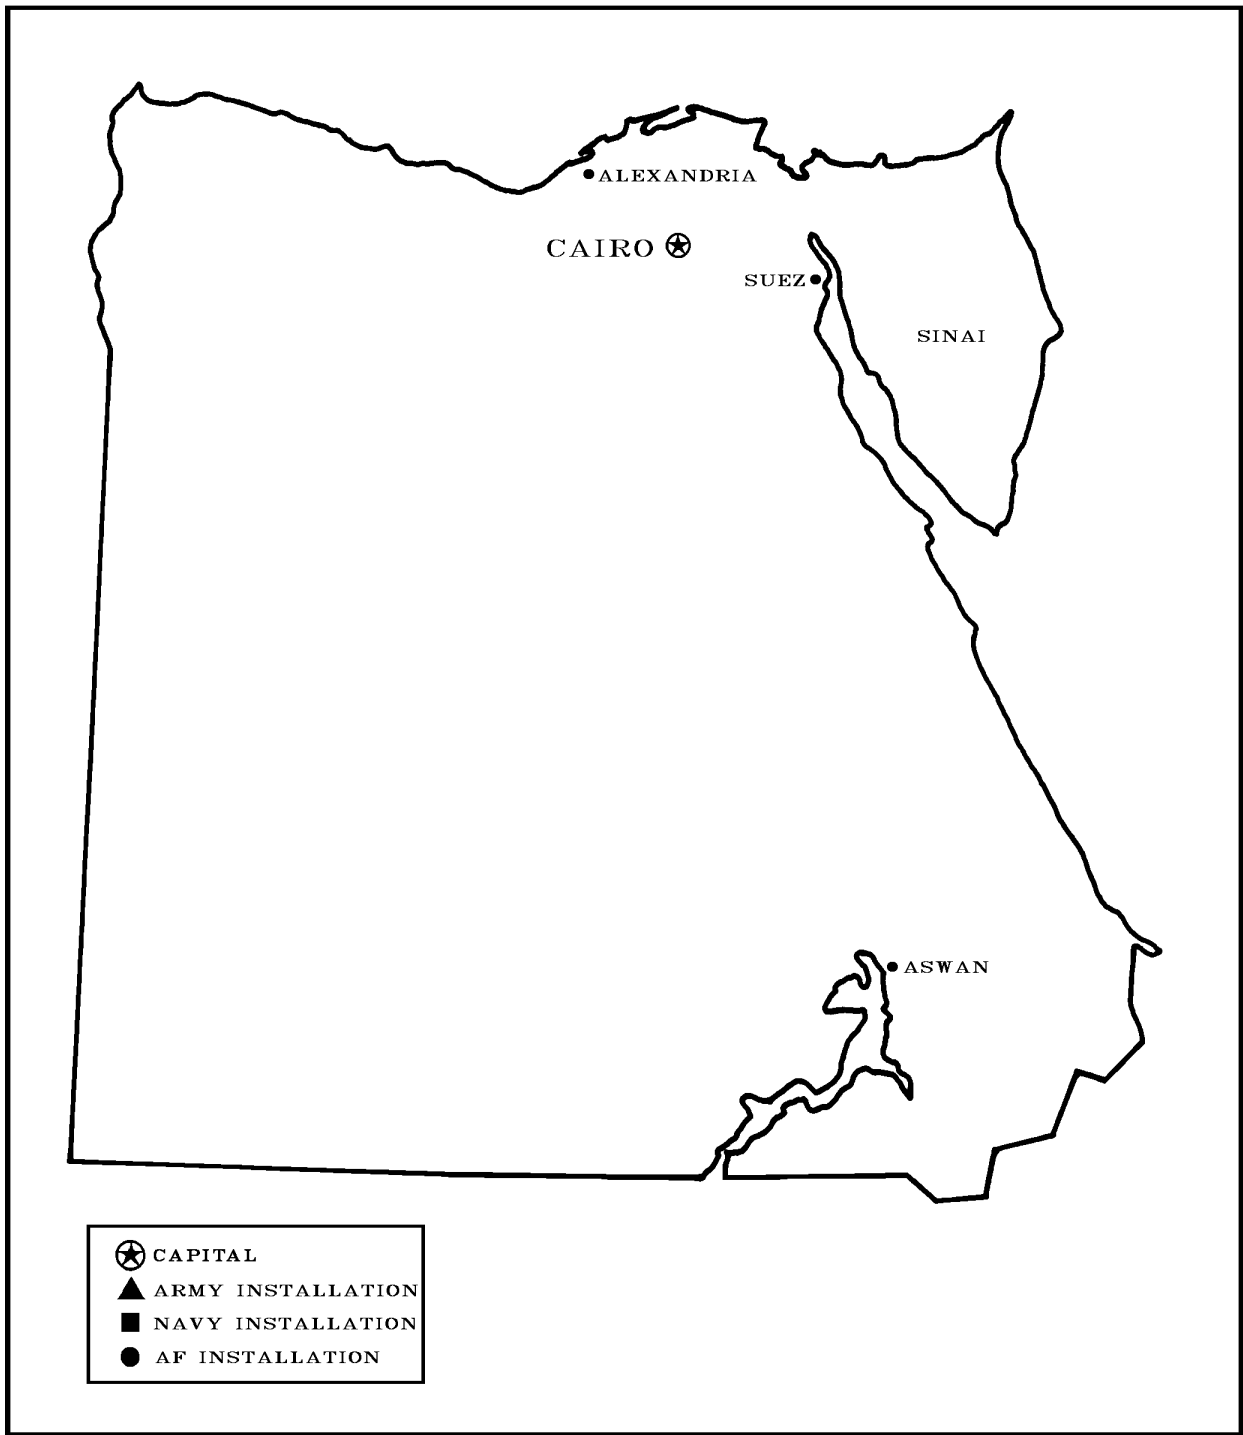 ALEXANDRIA
CAIRO
SUEZ
SINAI
ASWAN
CAPITAL
ARMY INSTALLATION
NAVY INSTALLATION
AF INSTALLATION